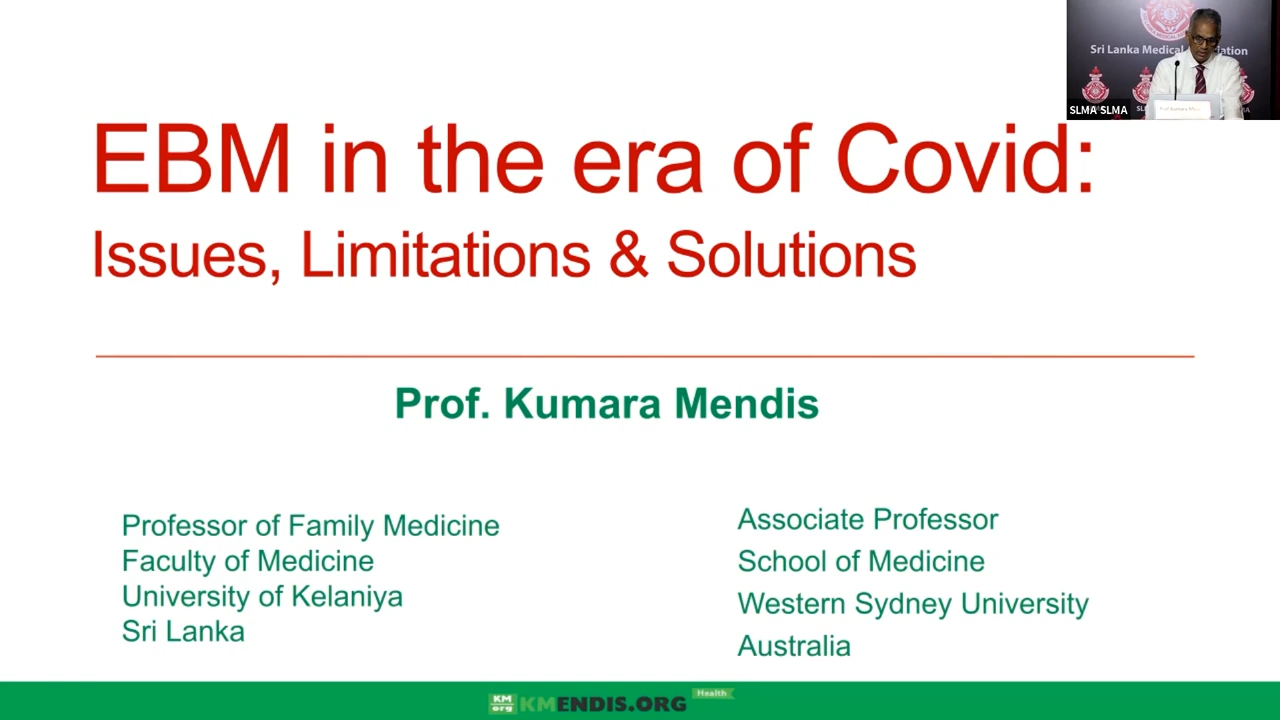 EBM in the era of Covid:
Issues, Limitations & Solutions
Prof. Kumara Mendis
Professor of Family Medicine
Faculty of Medicine
University of Kelaniya
Sri Lanka
Associate Professor
School of Medicine
Western Sydney University
Australia
KM
org
KMENDIS.ORG
Health
Sri Lanka Medical
SLMA SLMA